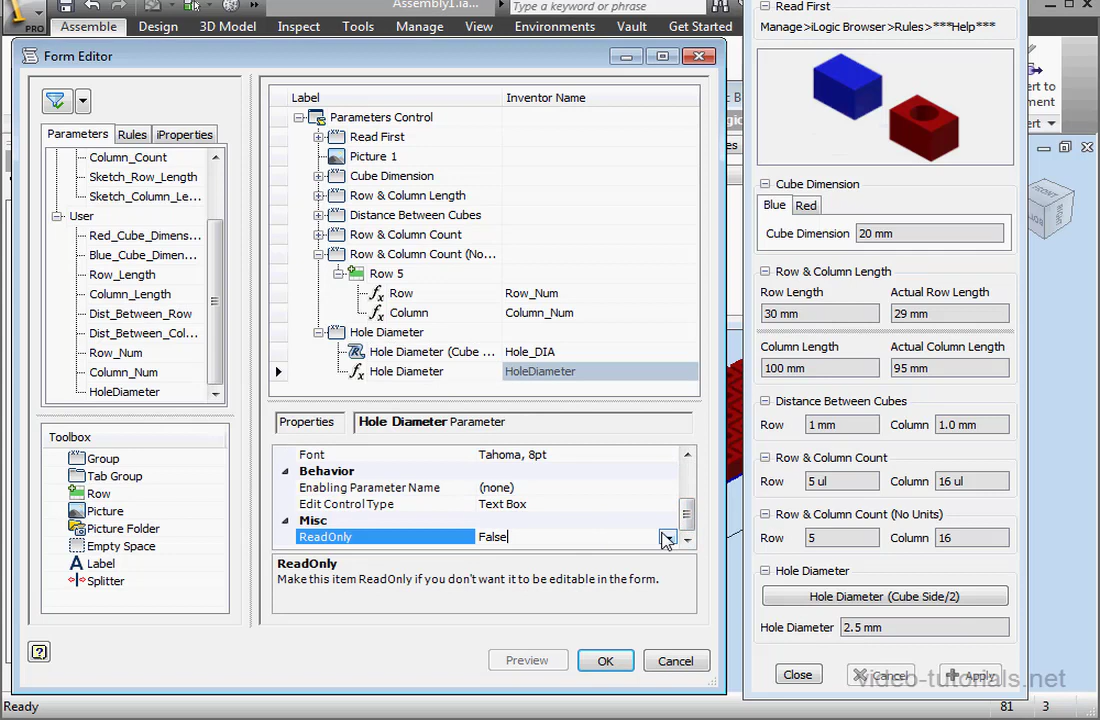 PRO
Assembly1.ia...
Type a keyword or phrase
Assemble Design 3D Model Inspect Tools Manage View Environments Vault Get Started
Form Editor
Parameters Rules iProperties
Column_Count
Sketch_Row_Length
Sketch_Column_Le...
User
Red_Cube_Dimens...
Blue_Cube_Dimen...
Row_Length
Column_Length
Dist_Between_Row
Dist_Between_Col...
Row_Num
Column_Num
HoleDiameter
Toolbox
Group
Tab Group
Row
Picture
Picture Folder
Empty Space
Label
Splitter
Label Inventor Name
Parameters Control
Read First
Picture 1
Cube Dimension
Row & Column Length
Distance Between Cubes
Row & Column Count
Row & Column Count (No...
Row 5
Row Row_Num
Column Column_Num
Hole Diameter
Hole Diameter (Cube ... Hole_DIA
Hole Diameter HoleDiameter
Properties Hole Diameter Parameter
Font Tahoma, 8pt
Behavior
Enabling Parameter Name (none)
Edit Control Type Text Box
Misc
ReadOnly False
ReadOnly
Make this item ReadOnly if you don't want it to be editable in the form.
Preview OK Cancel
Read First
Manage>iLogic Browser>Rules>***Help***
Cube Dimension
Blue Red
Cube Dimension 20 mm
Row & Column Length
Row Length Actual Row Length
30 mm 29 mm
Column Length Actual Column Length
100 mm 95 mm
Distance Between Cubes
Row 1 mm Column 1.0 mm
Row & Column Count
Row 5 ul Column 16 ul
Row & Column Count (No Units)
Row 5 Column 16
Hole Diameter
Hole Diameter (Cube Side/2)
Hole Diameter 2.5 mm
Close Cancel Apply
video-tutorials.net
FRONT RIGHT
Ready 81 3